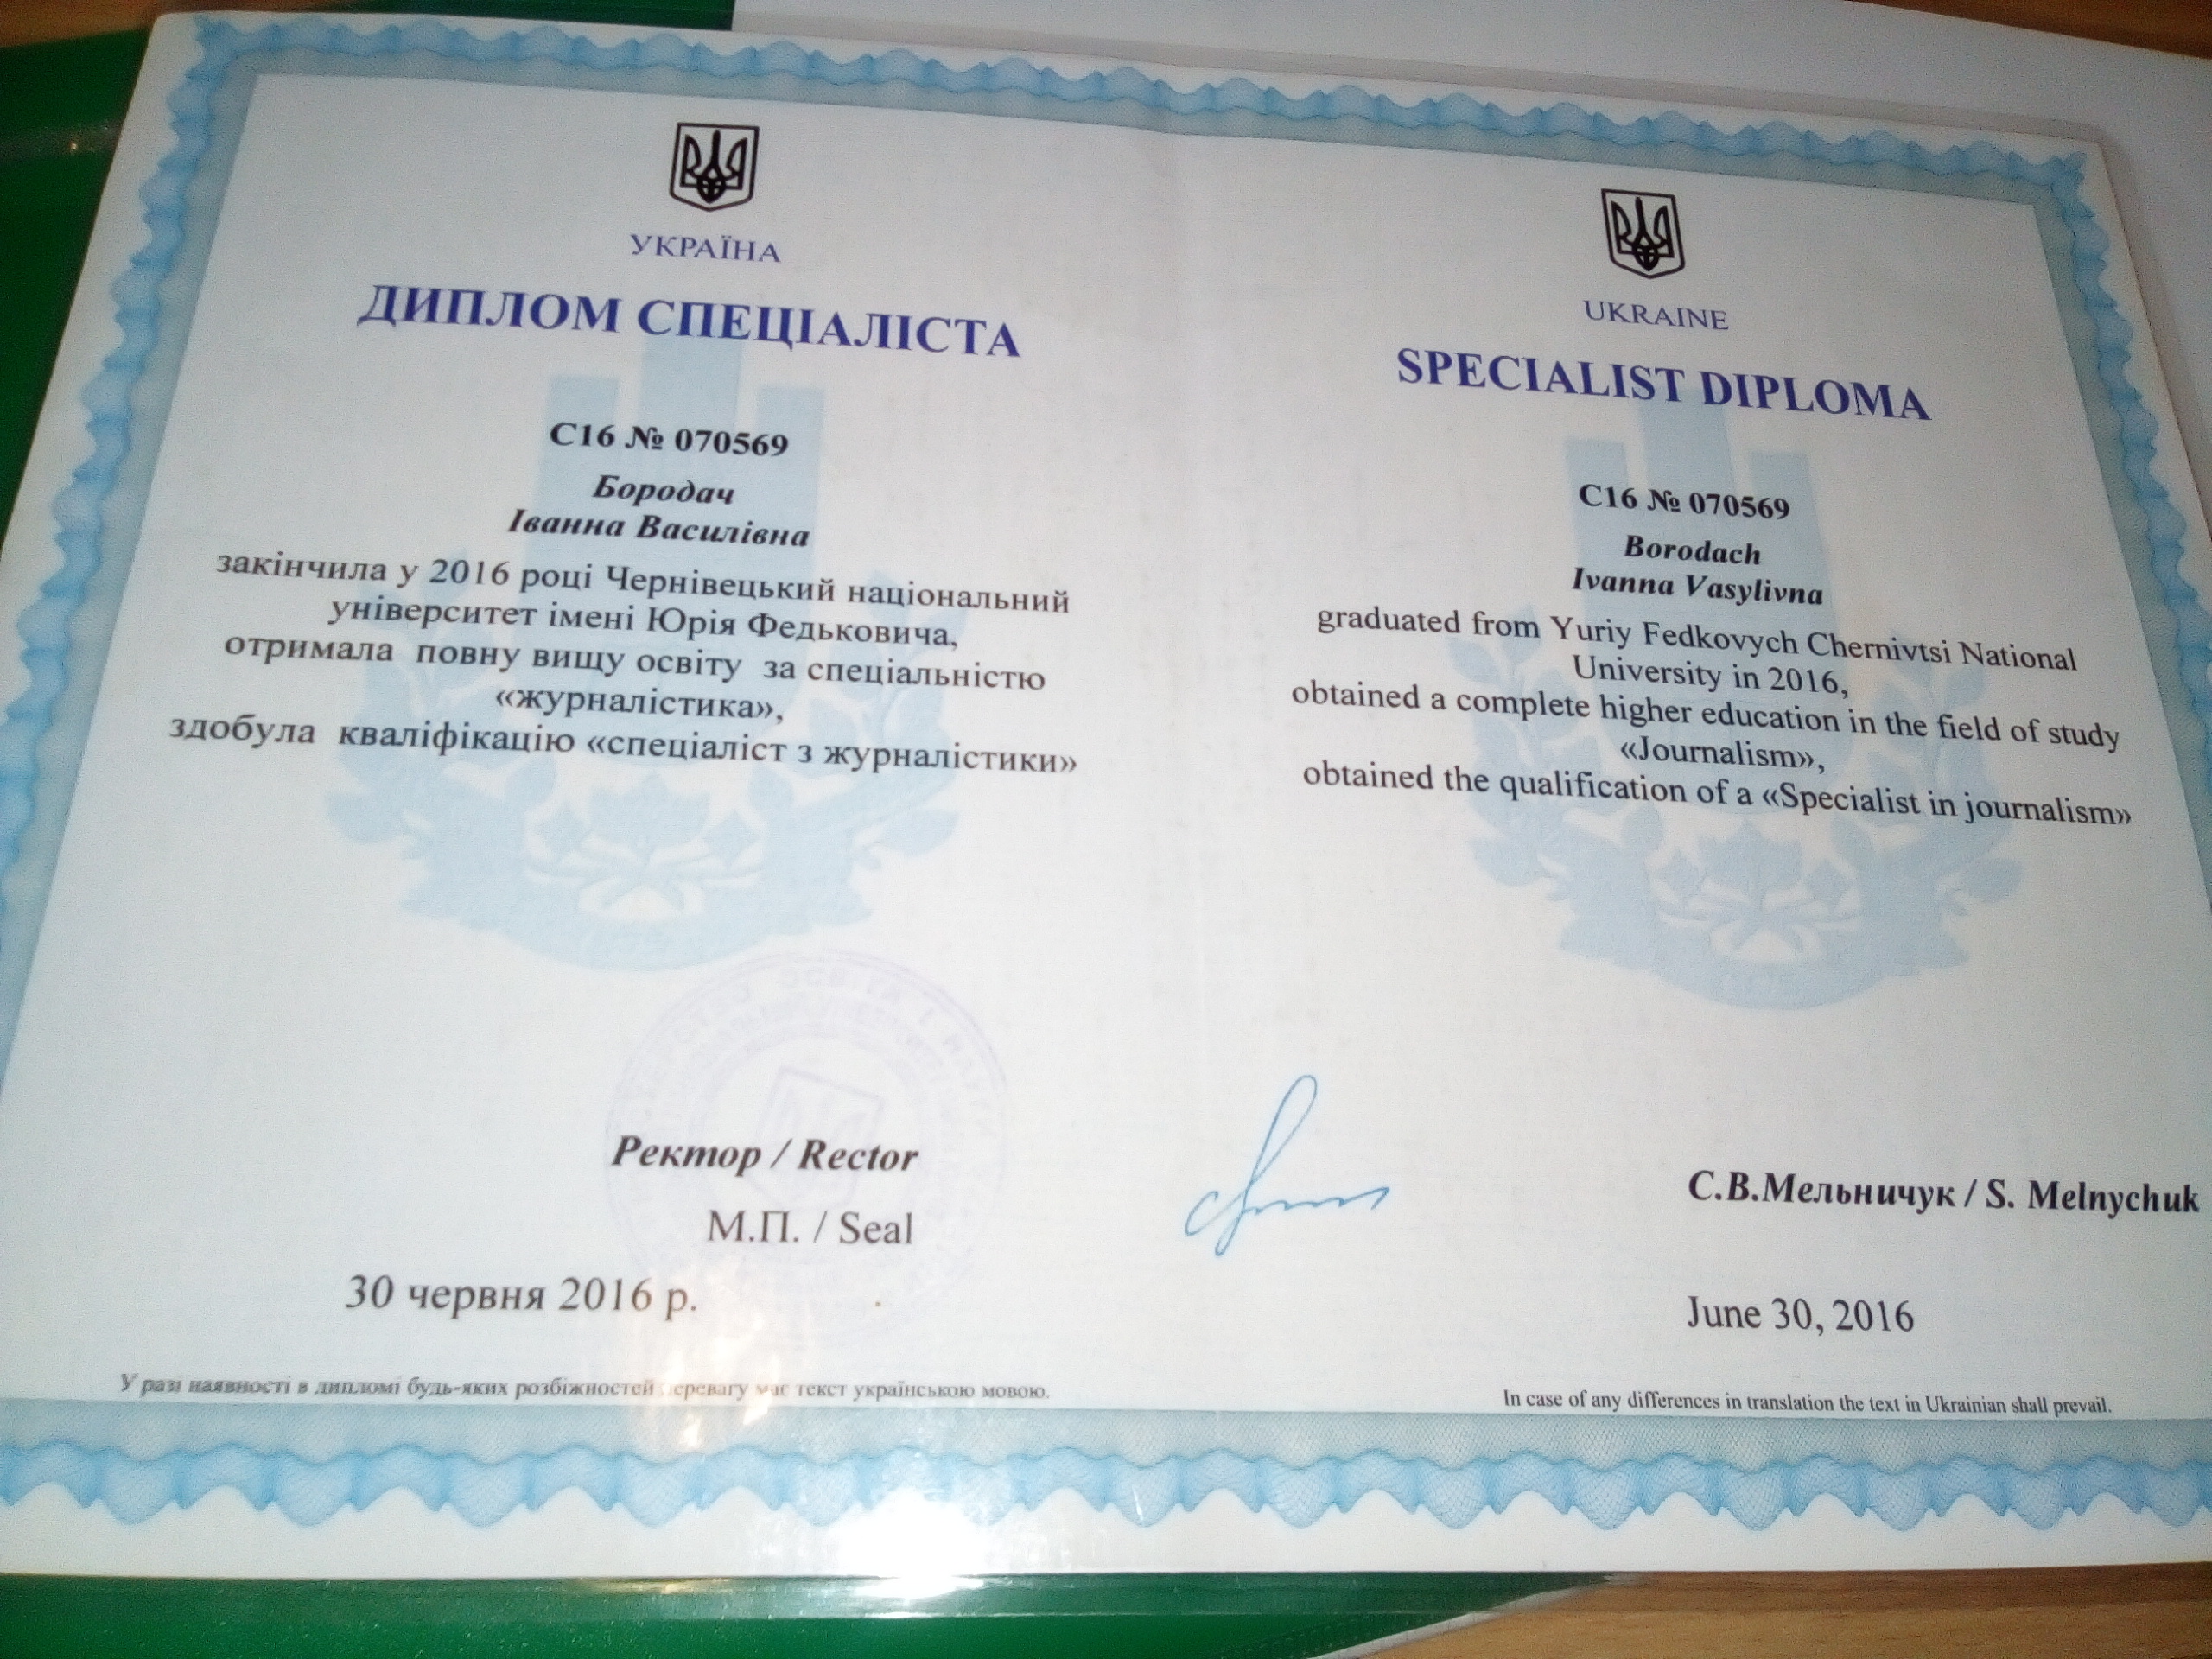 УКРАЇНА
ДИПЛОМ СПЕЦІАЛІСТА
С16 № 070569
Бородач
Іванна Василівна
закінчила у 2016 році Чернівецький національний
університет імені Юрія Федьковича,
отримала повну вищу освіту за спеціальністю
«журналістика»,
здобула кваліфікацію «спеціаліст з журналістики»
Ректор / Rector
М.П. / Seal
30 червня 2016 р.
У разі наявності в дипломі будь-яких розбіжностей перевагу має текст українською мовою.
UKRAINE
SPECIALIST DIPLOMA
C16 № 070569
Borodach
Ivanna Vasylivna
graduated from Yuriy Fedkovych Chernivtsi National
University in 2016,
obtained a complete higher education in the field of study
«Journalism»,
obtained the qualification of a «Specialist in journalism»
С.В.Мельничук / S. Melnychuk
June 30, 2016
In case of any differences in translation the text in Ukrainian shall prevail.